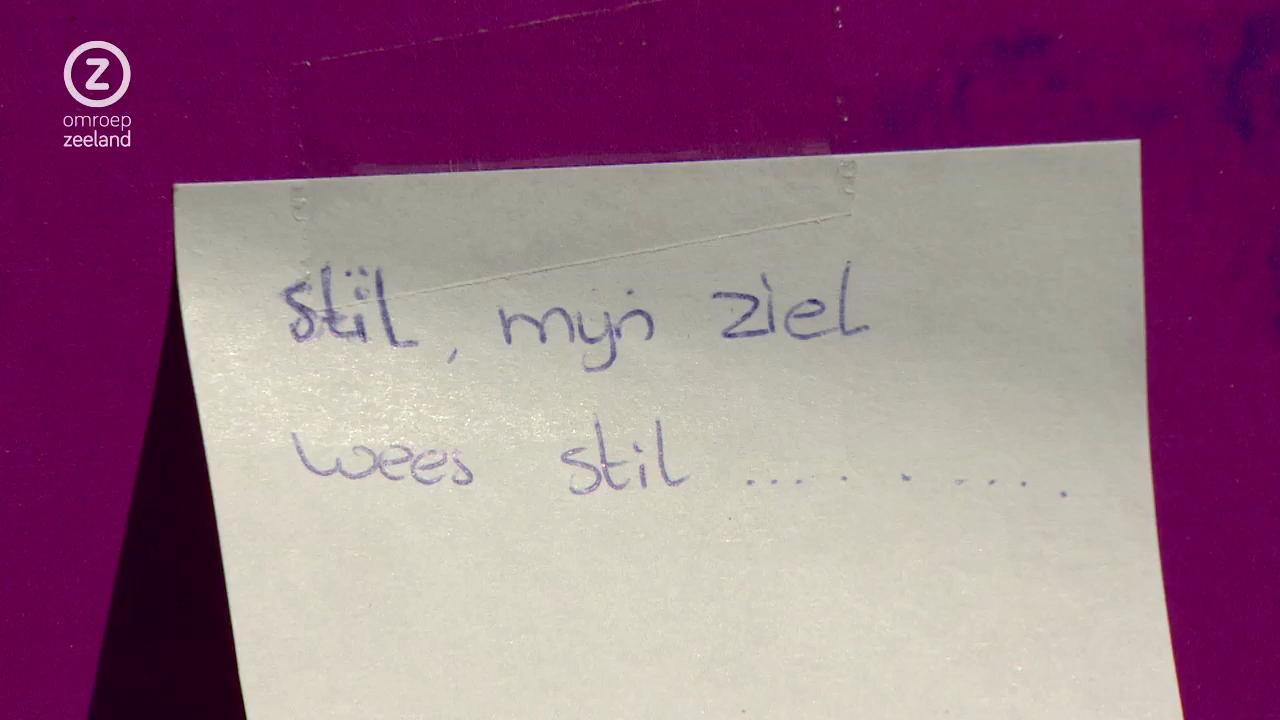 Z
omroep
zeeland
stil, mijn ziel
wees stil ..........